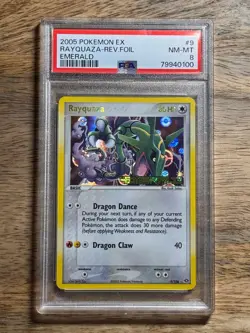 2005 POKEMON EX #9
RAYQUAZA-REV.FOIL NM-MT
EMERALD 8
PSA 79940100
BASIC
Rayquaza
Dragon Dance
During your next turn, if any of your current
Active Pokémon does damage to any Defending
Pokémon, the attack does 30 more damage
(before applying Weakness and Resistance).
Dragon Claw 40